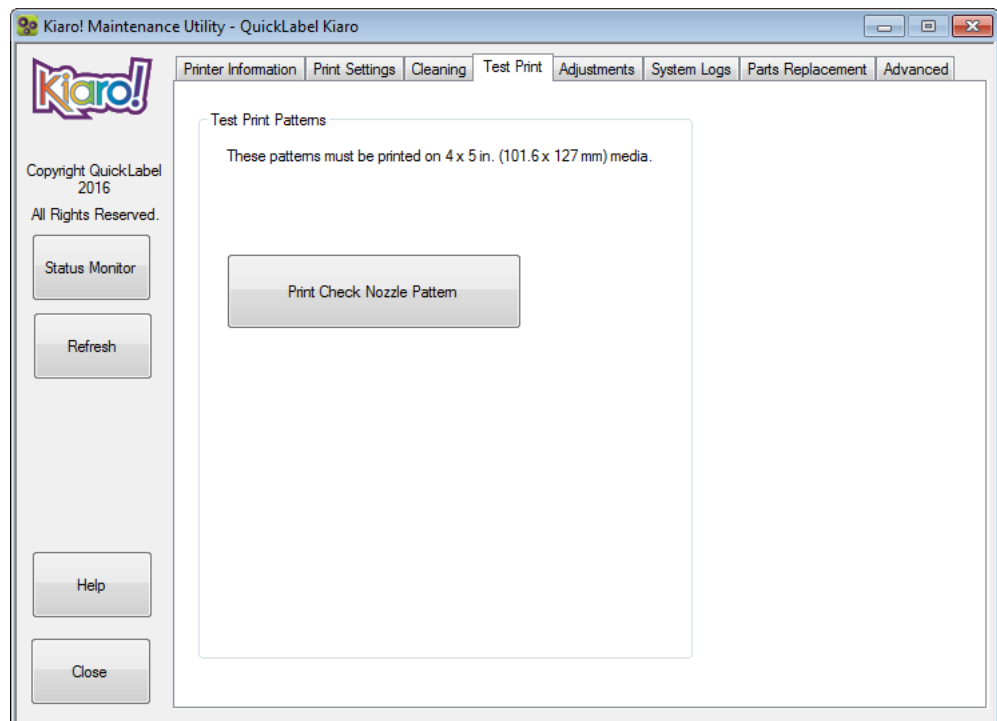 Kiaro! Maintenance Utility - QuickLabel Kiaro
Kiaro!
Printer Information Print Settings Cleaning Test Print Adjustments System Logs Parts Replacement Advanced
Test Print Patterns
These patterns must be printed on 4 x 5 in. (101.6 x 127 mm) media.
Copyright QuickLabel
2016
All Rights Reserved.
Status Monitor
Print Check Nozzle Pattern
Refresh
Help
Close